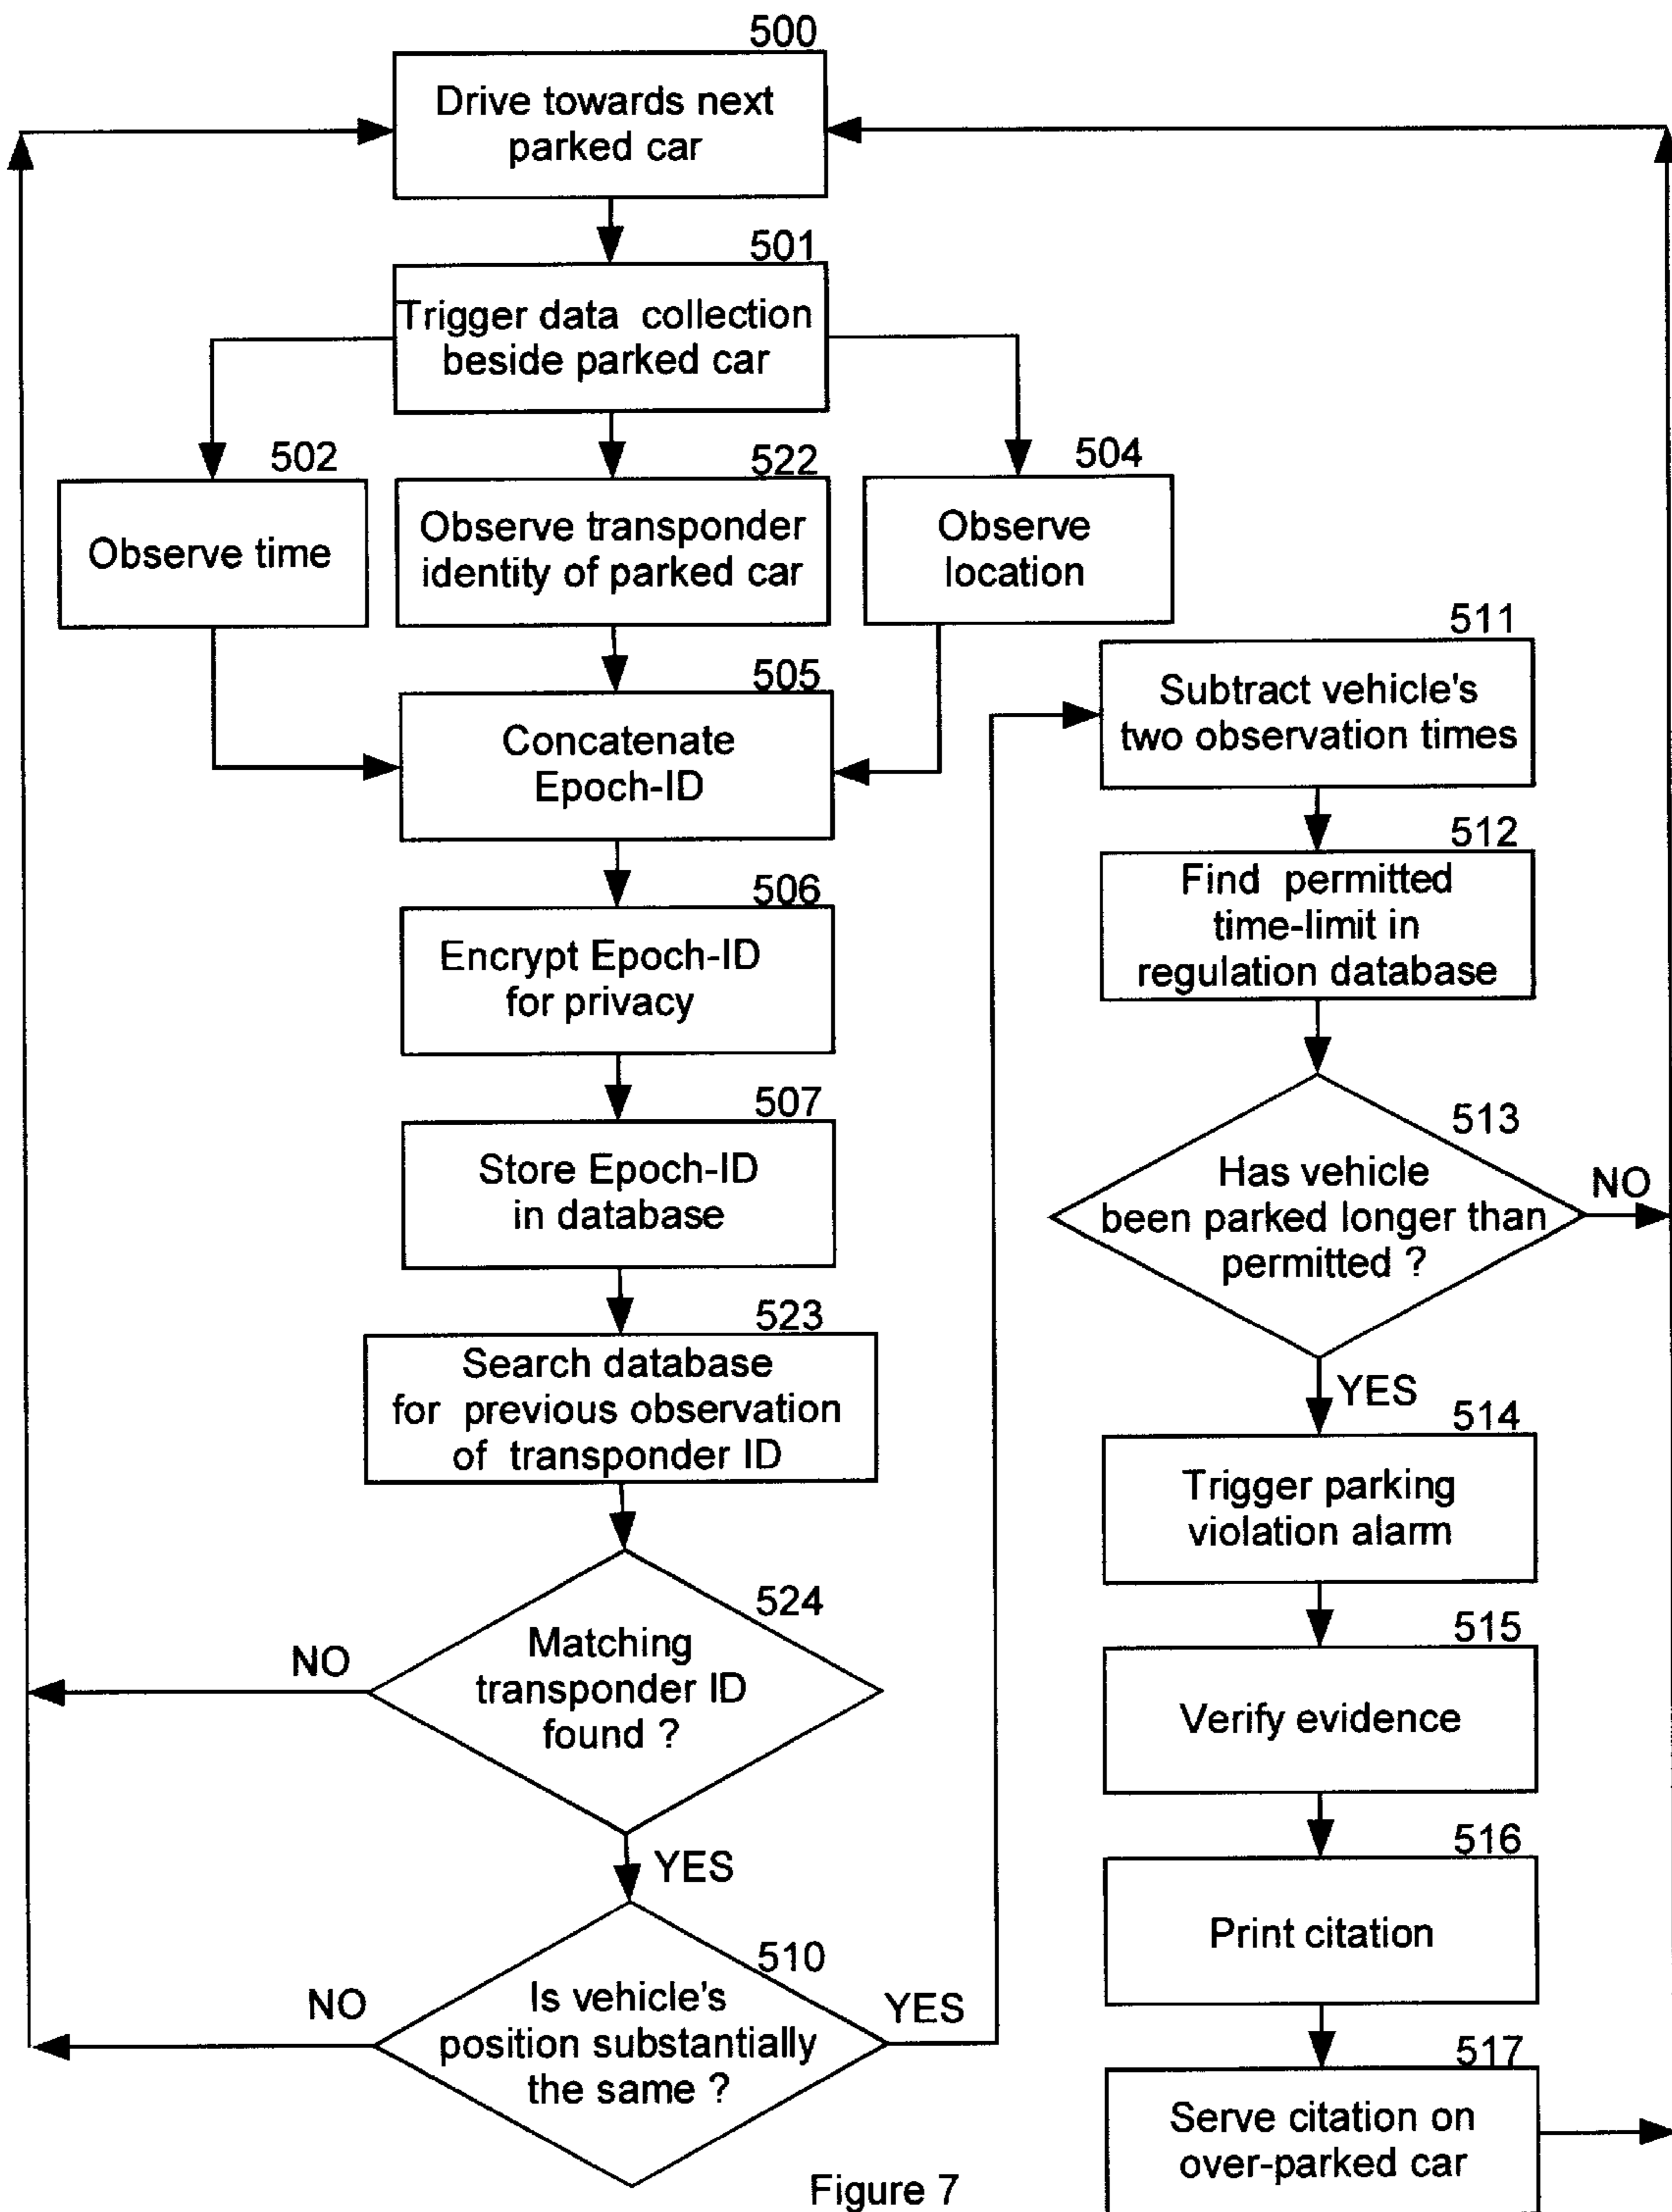 500
Drive towards next
parked car
501
Trigger data collection
beside parked car
502
Observe time
522
Observe transponder
identity of parked car
504
Observe
location
505
Concatenate
Epoch-ID
506
Encrypt Epoch-ID
for privacy
507
Store Epoch-ID
in database
523
Search database
for previous observation
of transponder ID
524
Matching
transponder ID
found ?
NO
YES
510
Is vehicle's
position substantially
the same ?
NO
YES
511
Subtract vehicle's
two observation times
512
Find permitted
time-limit in
regulation database
513
Has vehicle
been parked longer than
permitted ?
NO
YES
514
Trigger parking
violation alarm
515
Verify evidence
516
Print citation
517
Serve citation on
over-parked car
Figure 7